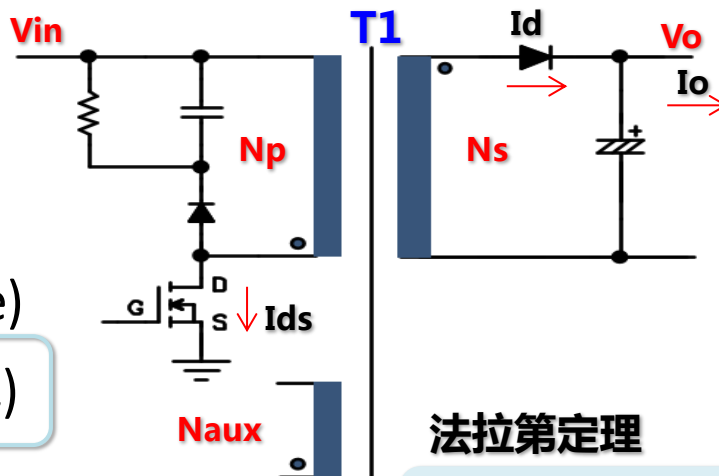 Vin
T1
Id
Vo
Io
Np
Ns
e)
D
G
S
Ids
)
Naux
法拉第定理